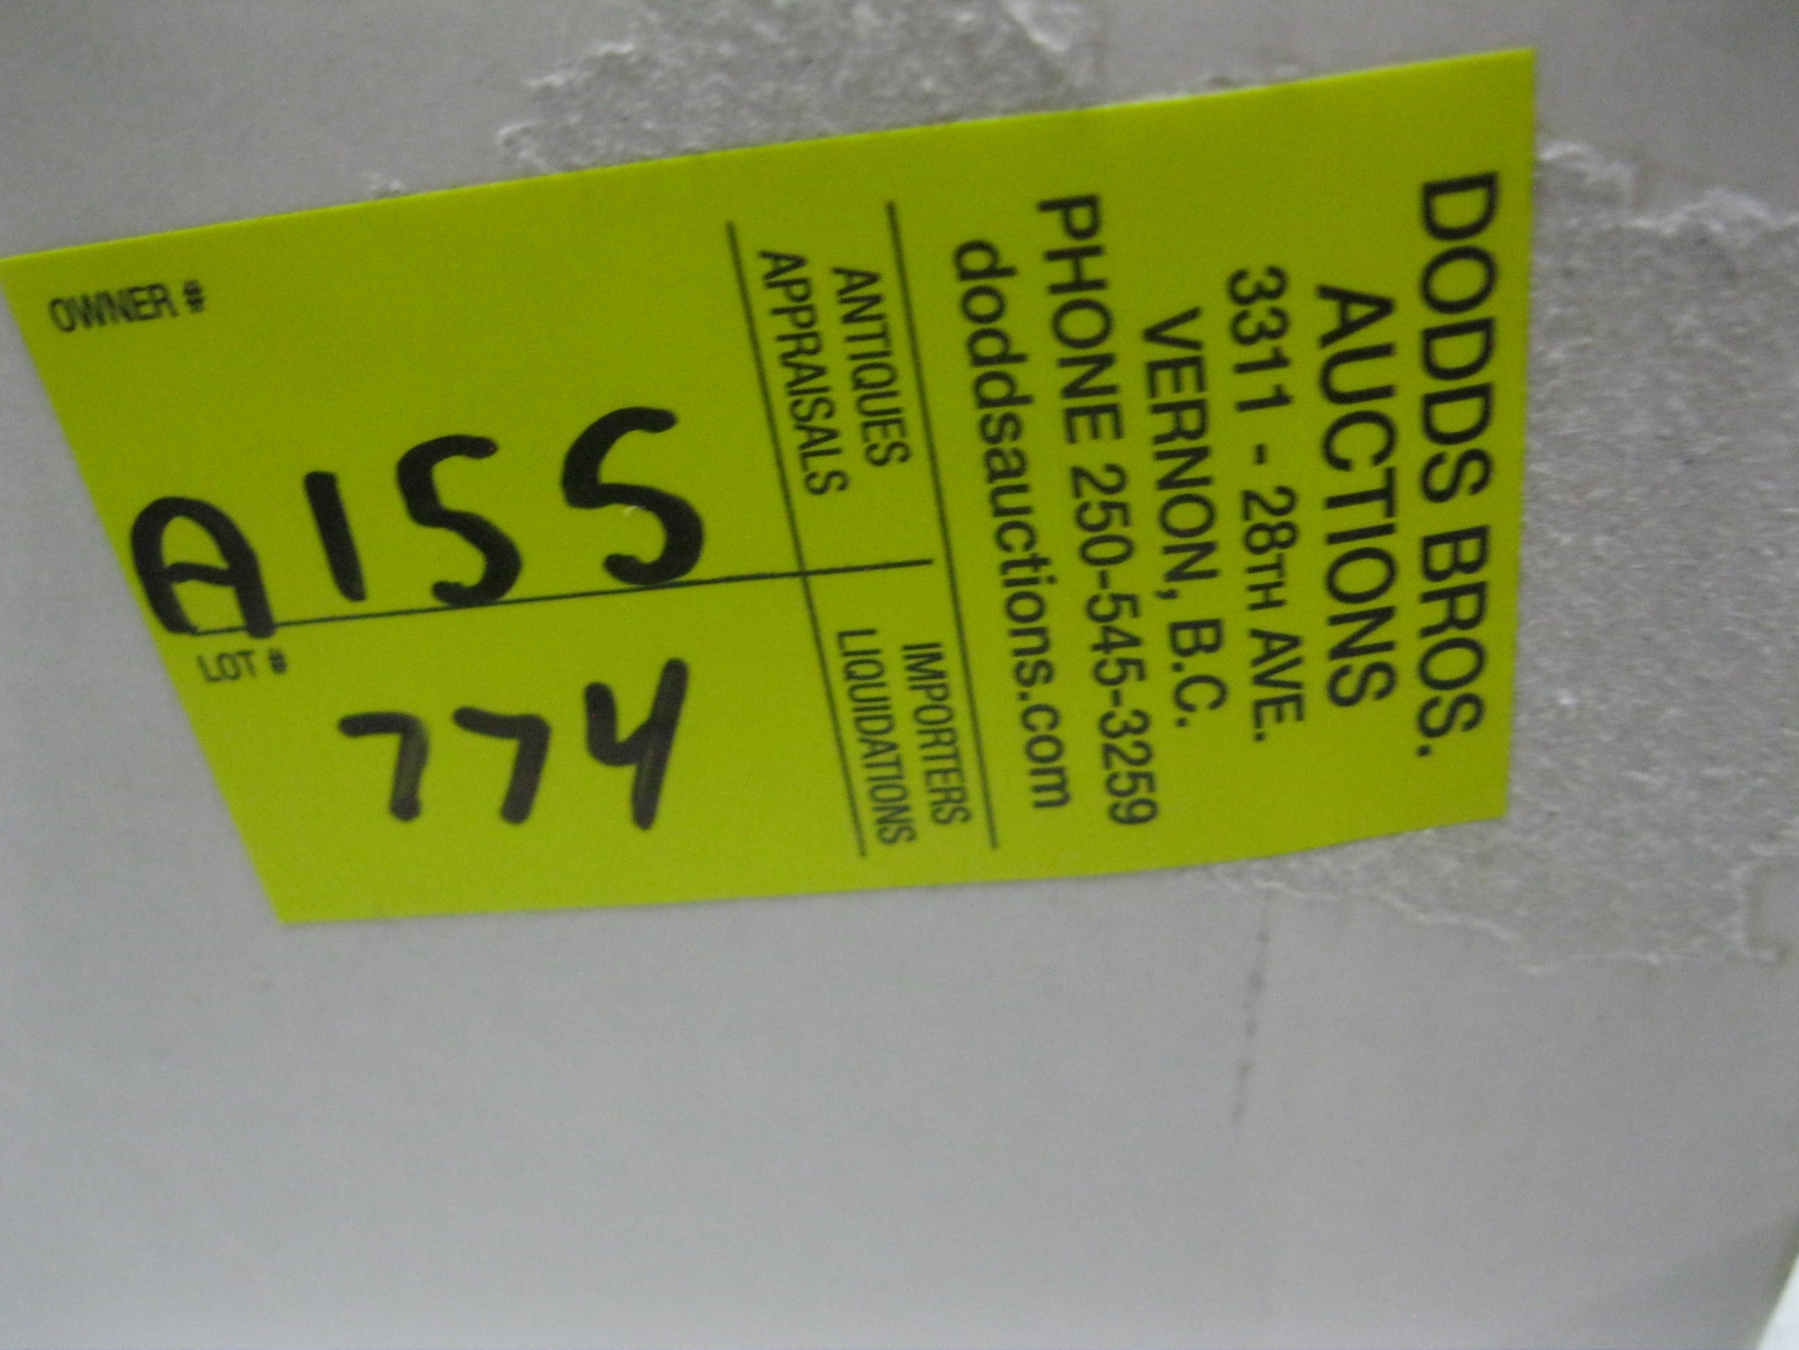 DODDS BROS.
AUCTIONS
3311 - 28TH AVE.
VERNON, B.C.
PHONE 250-545-3259
doddsauctions.com
ANTIQUES IMPORTERS
APPRAISALS LIQUIDATIONS
OWNER # LOT #
A155 774